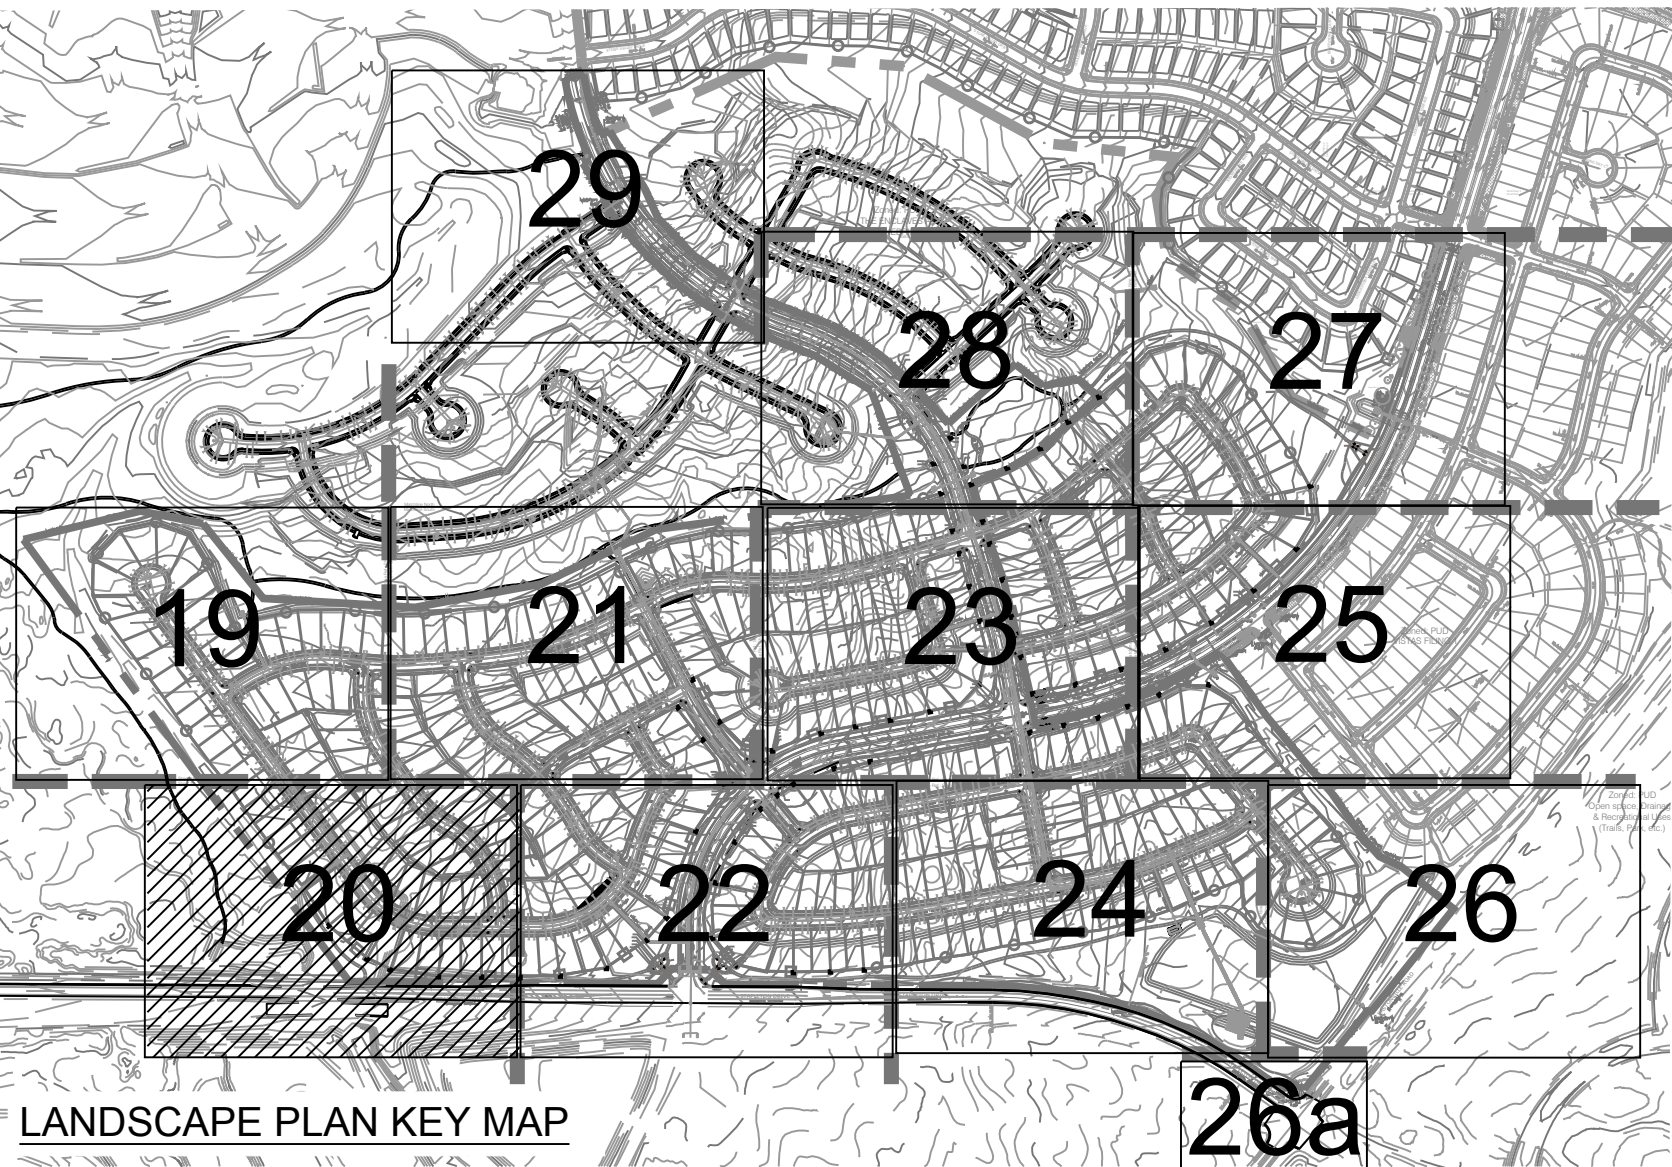 29
28
27
19
21
23
25
Zoned: PUD
Open space, Drainage
& Recreational Uses
(Trails, Park, etc.)
20
22
24
26
26a
LANDSCAPE PLAN KEY MAP